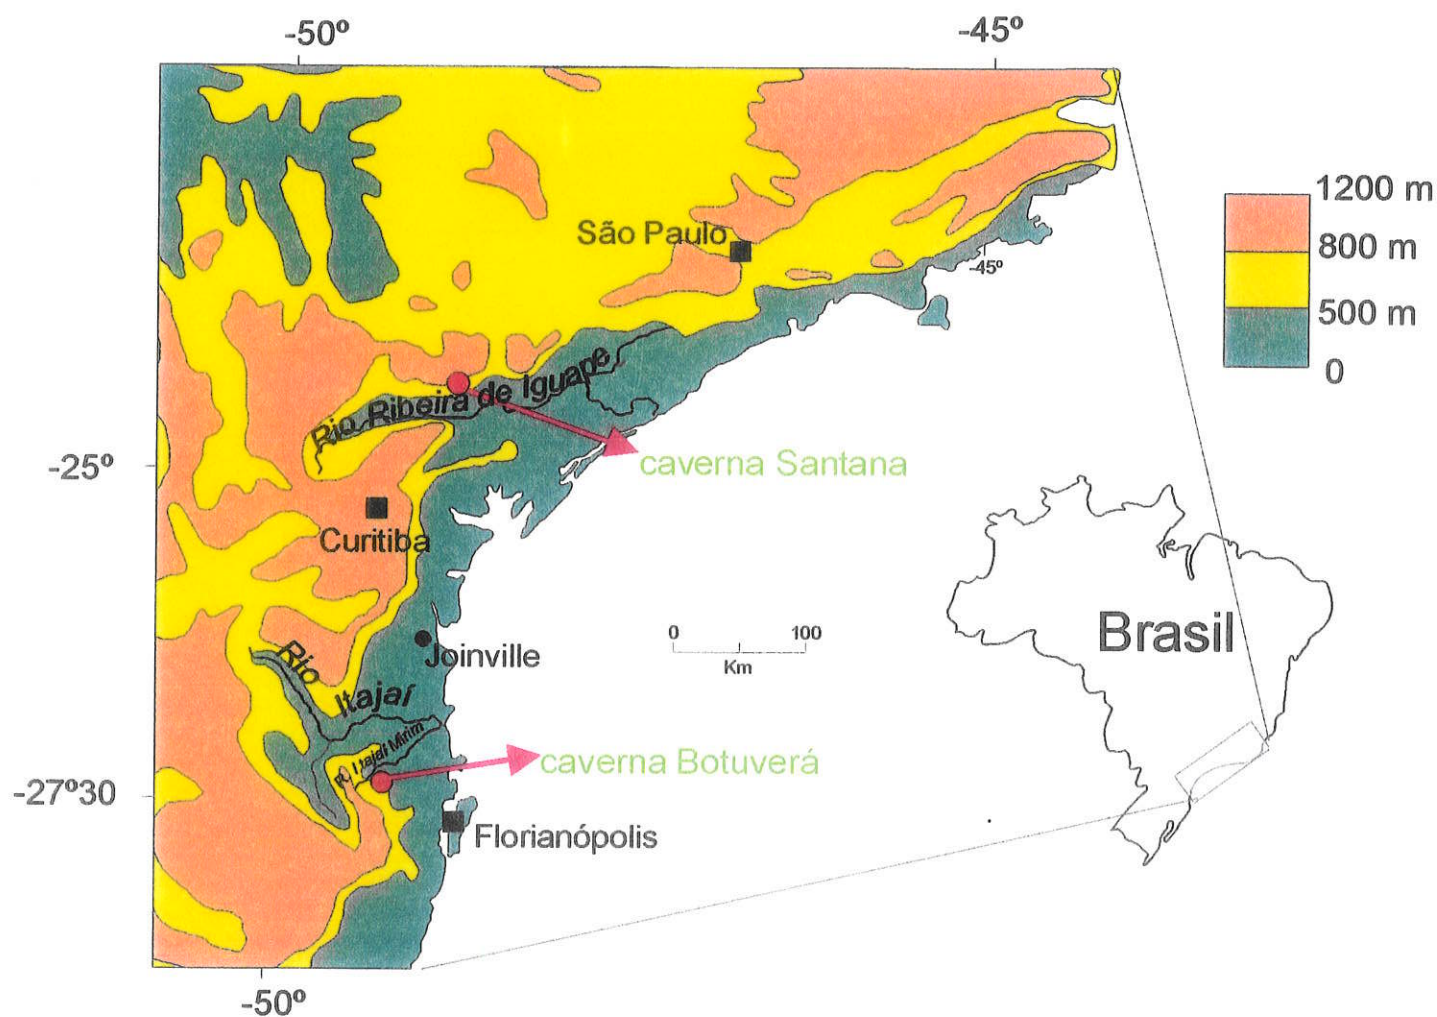 -50º
-45º
1200 m
800 m
500 m
0
São Paulo
-45º
Rio Ribeira de Iguape
-25º
caverna Santana
Curitiba
Brasil
0 100
Km
Joinville
Rio Itajaí
R. Itajaí Mirim
caverna Botuverá
-27º30
Florianópolis
-50º